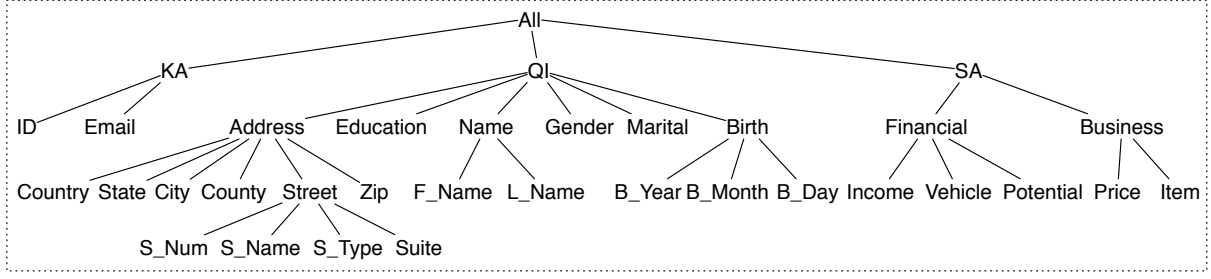 All
KA QI SA
ID Email Address Education Name Gender Marital Birth Financial Business
Country State City County Street Zip F_Name L_Name B_Year B_Month B_Day Income Vehicle Potential Price Item
S_Num S_Name S_Type Suite